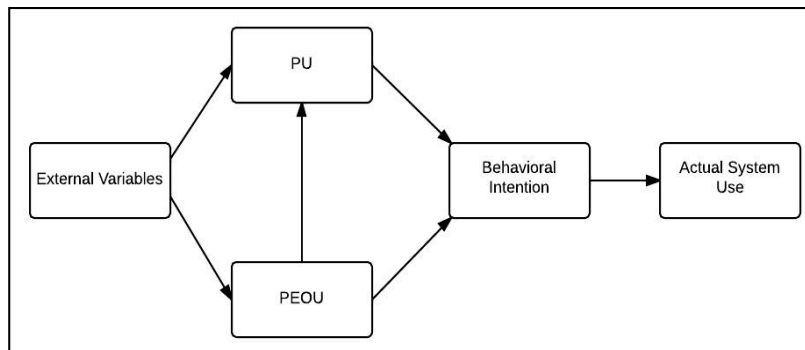 PU
External Variables
Behavioral
Intention
Actual System
Use
PEOU